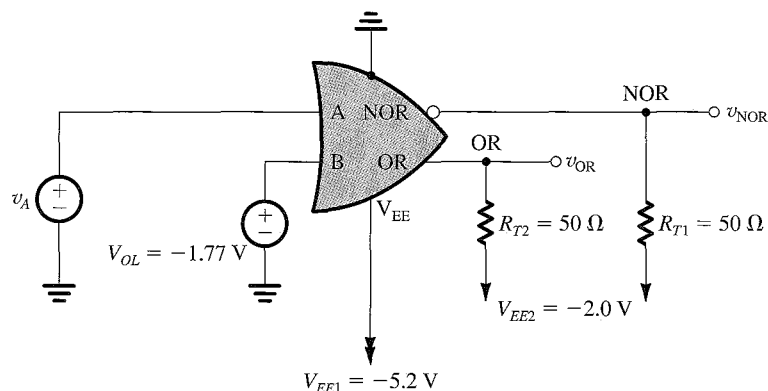 NOR
A NOR
v_NOR
OR
B OR
v_OR
v_A
+
−
+
−
V_EE
R_T2 = 50 Ω
R_T1 = 50 Ω
V_OL = −1.77 V
V_EE2 = −2.0 V
V_EE1 = −5.2 V